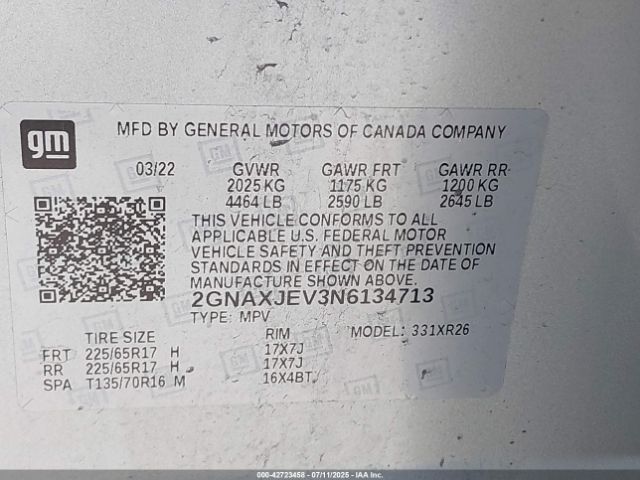 gm
MFD BY GENERAL MOTORS OF CANADA COMPANY
03/22 GVWR GAWR FRT GAWR RR
2025 KG 1175 KG 1200 KG
4464 LB 2590 LB 2645 LB
THIS VEHICLE CONFORMS TO ALL
APPLICABLE U.S. FEDERAL MOTOR
VEHICLE SAFETY AND THEFT PREVENTION
STANDARDS IN EFFECT ON THE DATE OF
MANUFACTURE SHOWN ABOVE.
2GNAXJEV3N6134713
TYPE: MPV
TIRE SIZE RIM MODEL: 331XR26
FRT 225/65R17 H 17X7J
RR 225/65R17 H 17X7J
SPA T135/70R16 M 16X4BT
000-42723458 - 07/11/2025 - IAAI.COM